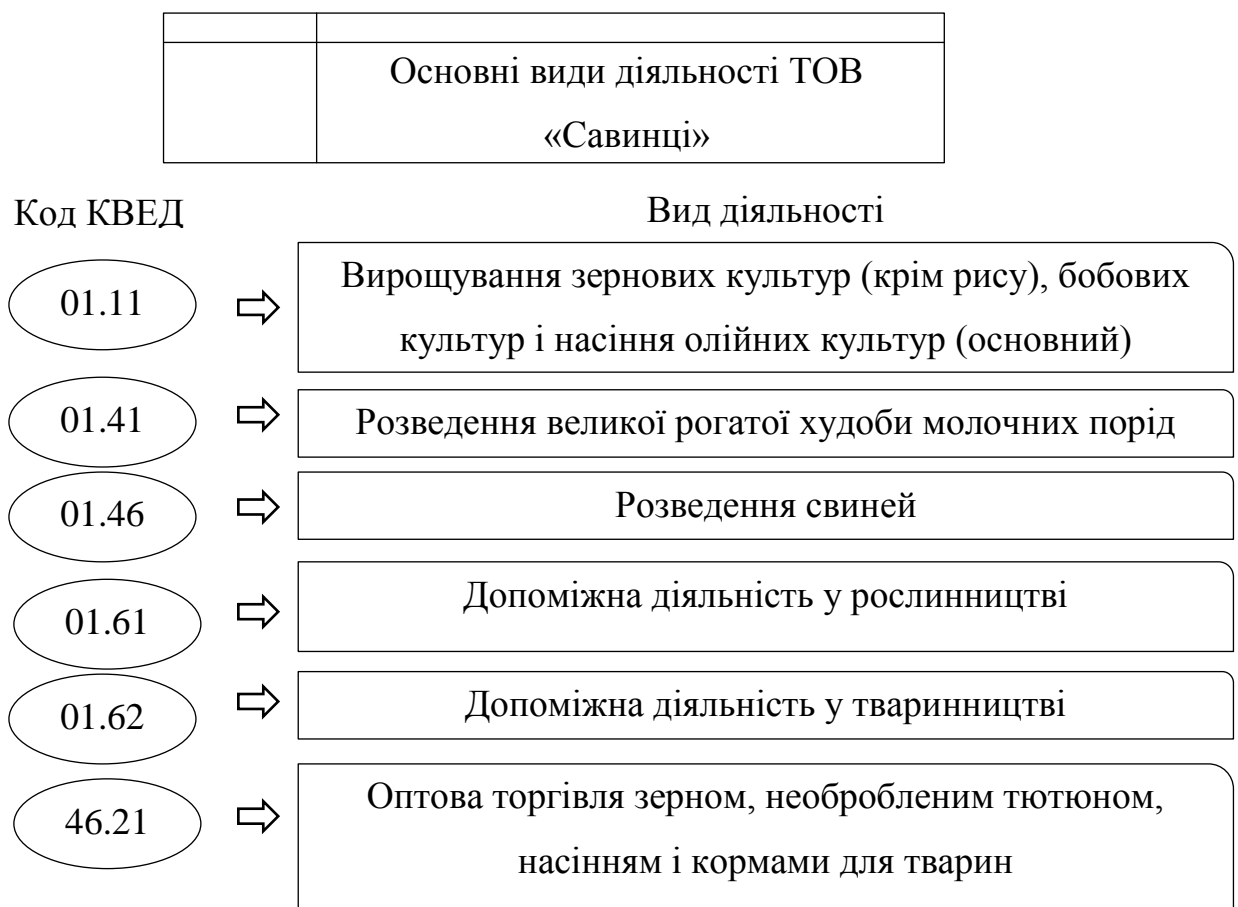 Основні види діяльності ТОВ
«Савинці»
Код КВЕД
Вид діяльності
01.11
Вирощування зернових культур (крім рису), бобових
культур і насіння олійних культур (основний)
01.41
Розведення великої рогатої худоби молочних порід
01.46
Розведення свиней
01.61
Допоміжна діяльність у рослинництві
01.62
Допоміжна діяльність у тваринництві
46.21
Оптова торгівля зерном, необробленим тютюном,
насінням і кормами для тварин